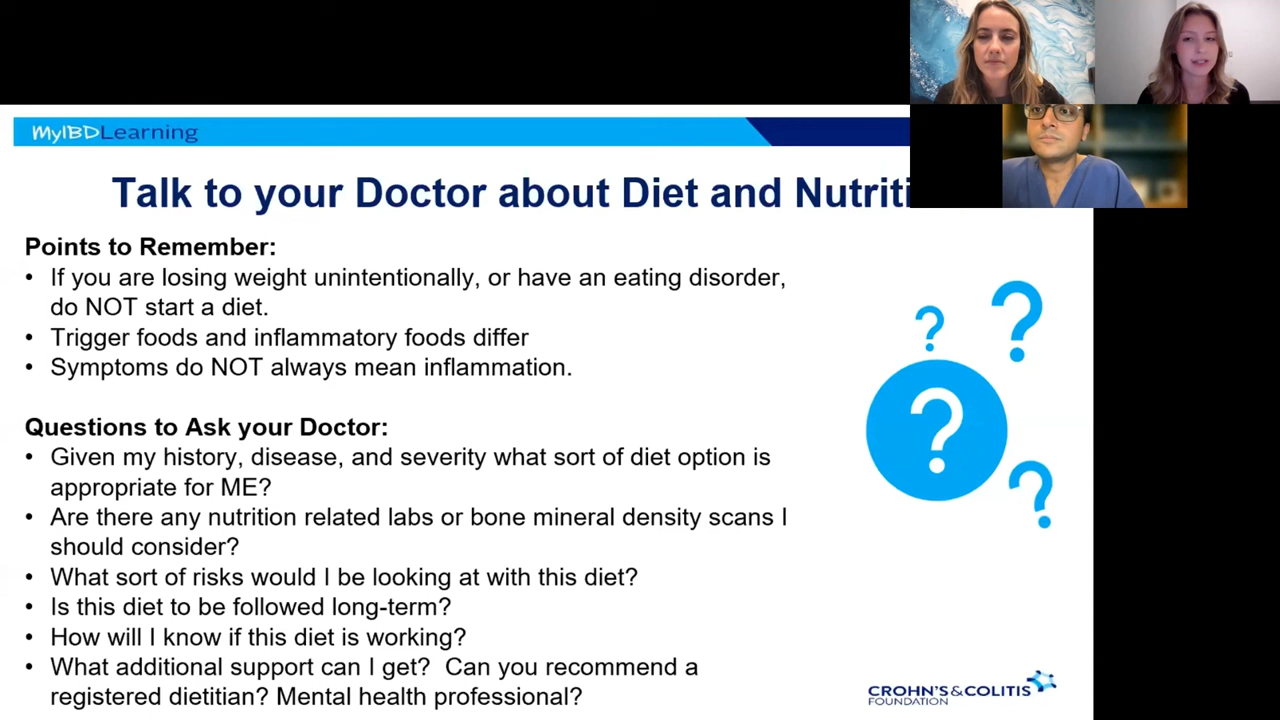 MyIBDLearning
Talk to your Doctor about Diet and
Points to Remember:
• If you are losing weight unintentionally, or have an eating disorder,
do NOT start a diet.
• Trigger foods and inflammatory foods differ
• Symptoms do NOT always mean inflammation.
Questions to Ask your Doctor:
• Given my history, disease, and severity what sort of diet option is
appropriate for ME?
• Are there any nutrition related labs or bone mineral density scans I
should consider?
• What sort of risks would I be looking at with this diet?
• Is this diet to be followed long-term?
• How will I know if this diet is working?
• What additional support can I get?  Can you recommend a
registered dietitian? Mental health professional?
?
?
?
?
CROHN'S & COLITIS
FOUNDATION